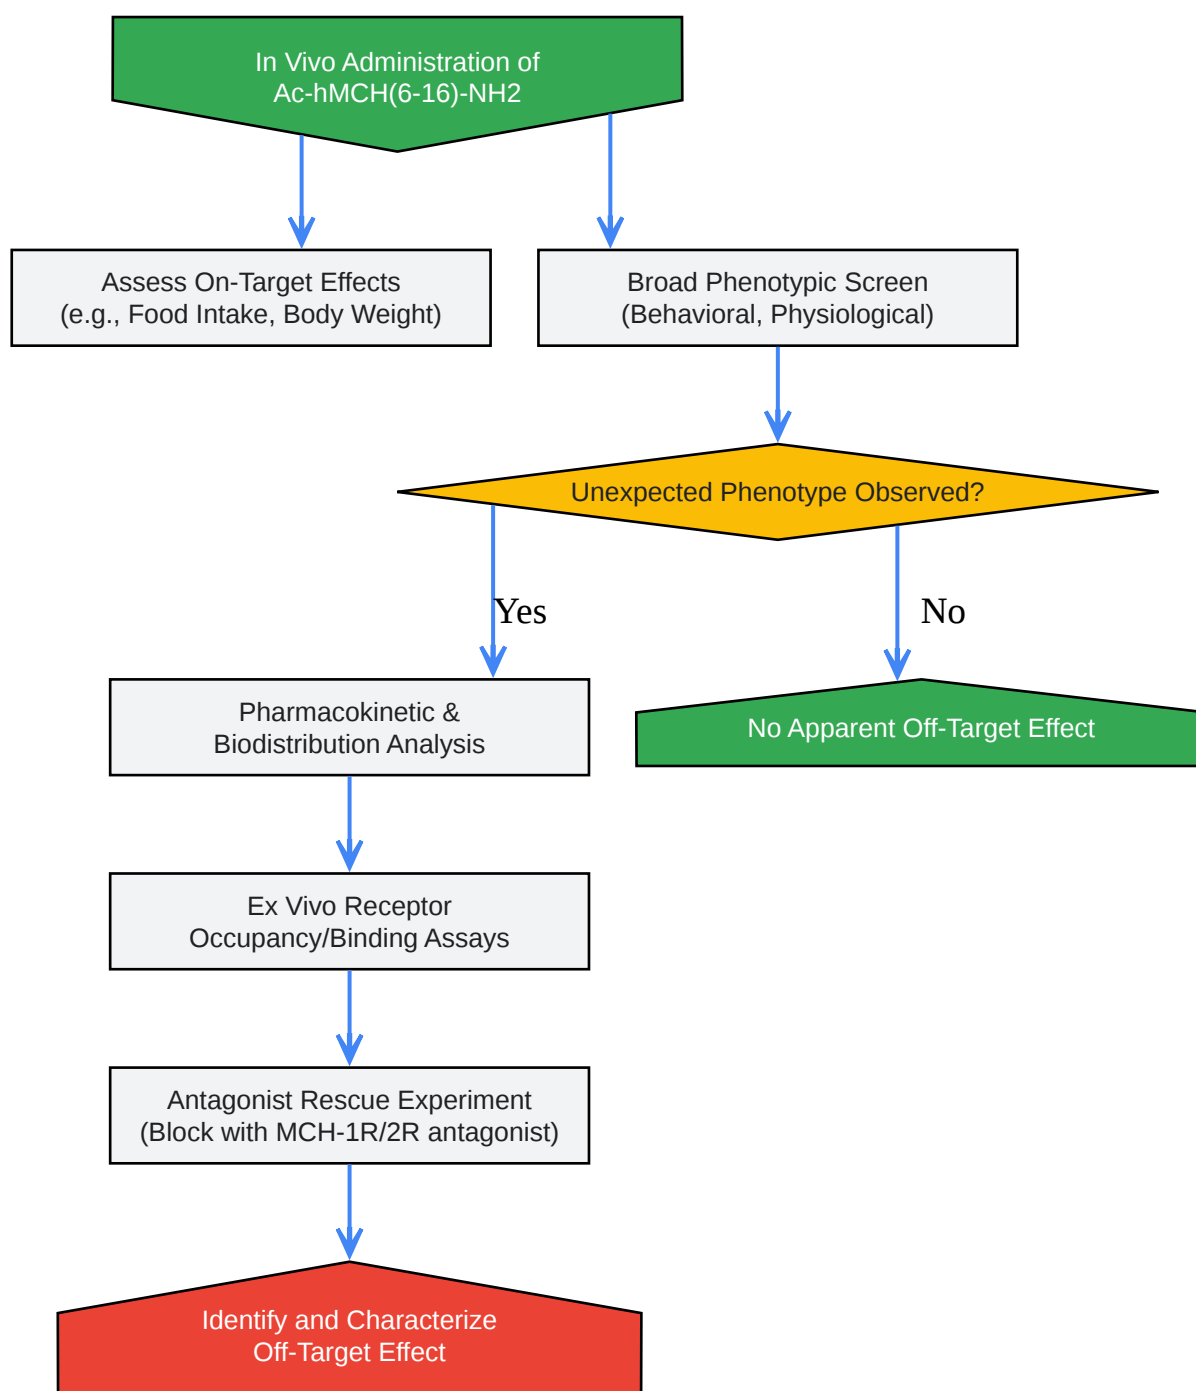 In Vivo Administration of
Ac-hMCH(6-16)-NH2
Assess On-Target Effects
(e.g., Food Intake, Body Weight)
Broad Phenotypic Screen
(Behavioral, Physiological)
Unexpected Phenotype Observed?
Yes
No
Pharmacokinetic &
Biodistribution Analysis
No Apparent Off-Target Effect
Ex Vivo Receptor
Occupancy/Binding Assays
Antagonist Rescue Experiment
(Block with MCH-1R/2R antagonist)
Identify and Characterize
Off-Target Effect